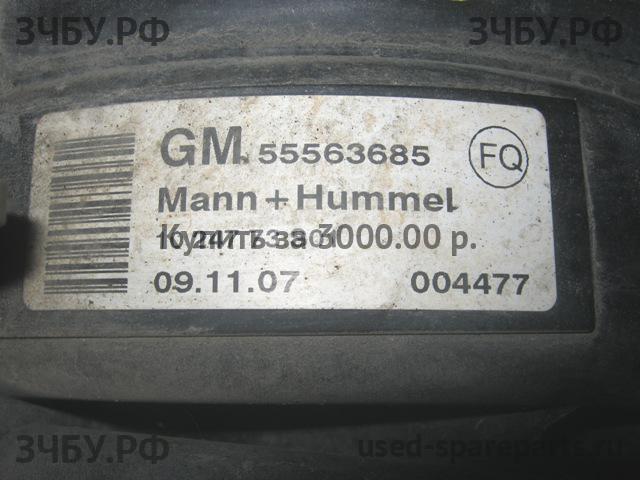 ЗЧБУ.РФ ЗЧБУ.РФ
GM 55563685 FQ
Mann + Hummel
Купить за 3000.00 р.
09.11.07 004477
ЗЧБУ.РФ used-spareparts.ru